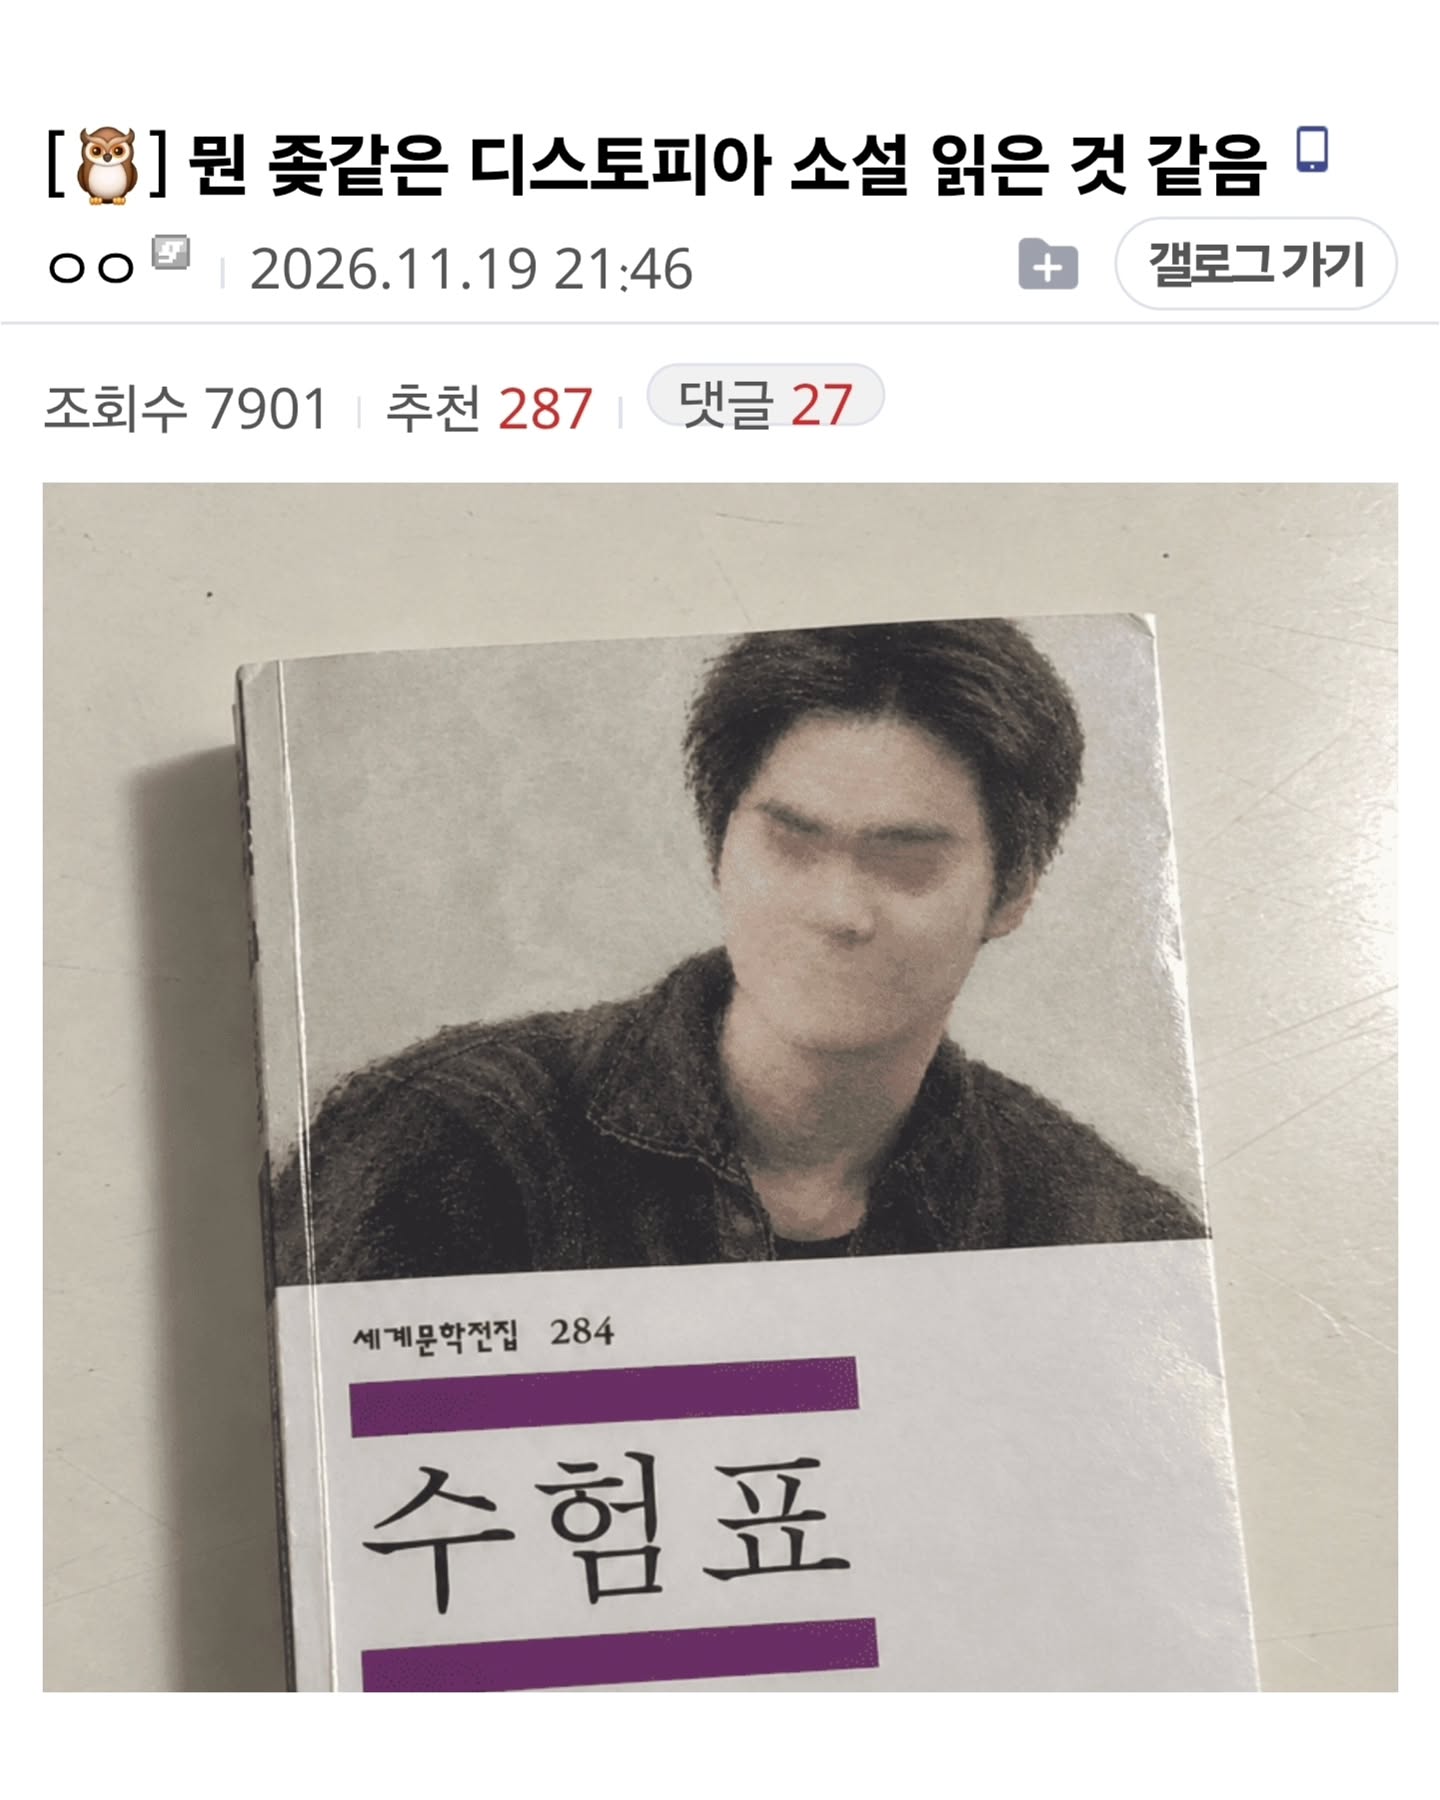 [🦉] 뭔 좆같은 디스토피아 소설 읽은 것 같음
ㅇㅇ 2026.11.19 21:46 갤로그 가기
조회수 7901 추천 287 댓글 27
세계문학전집 284
수험표